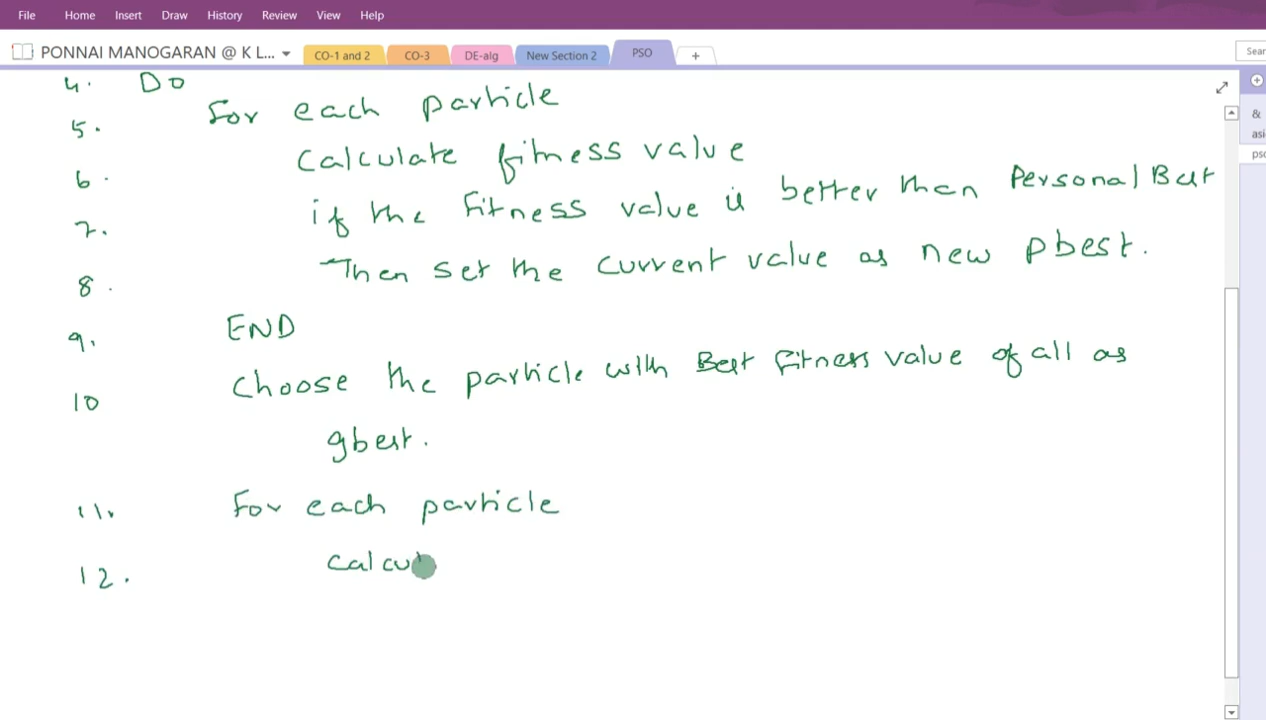 File Home Insert Draw History Review View Help
PONNAI MANOGARAN @ K L... CO-1 and 2 CO-3 DE-alg New Section 2 PSO + Sear
4. Do
5. For each particle
6. Calculate fitness value
7. if the fitness value is better than Personal Best
8. Then set the current value as new pbest.
9. END
10 choose the particle with Best Fitness value of all as
gbest.
11. For each particle
12. Calcu
&
asi
pso